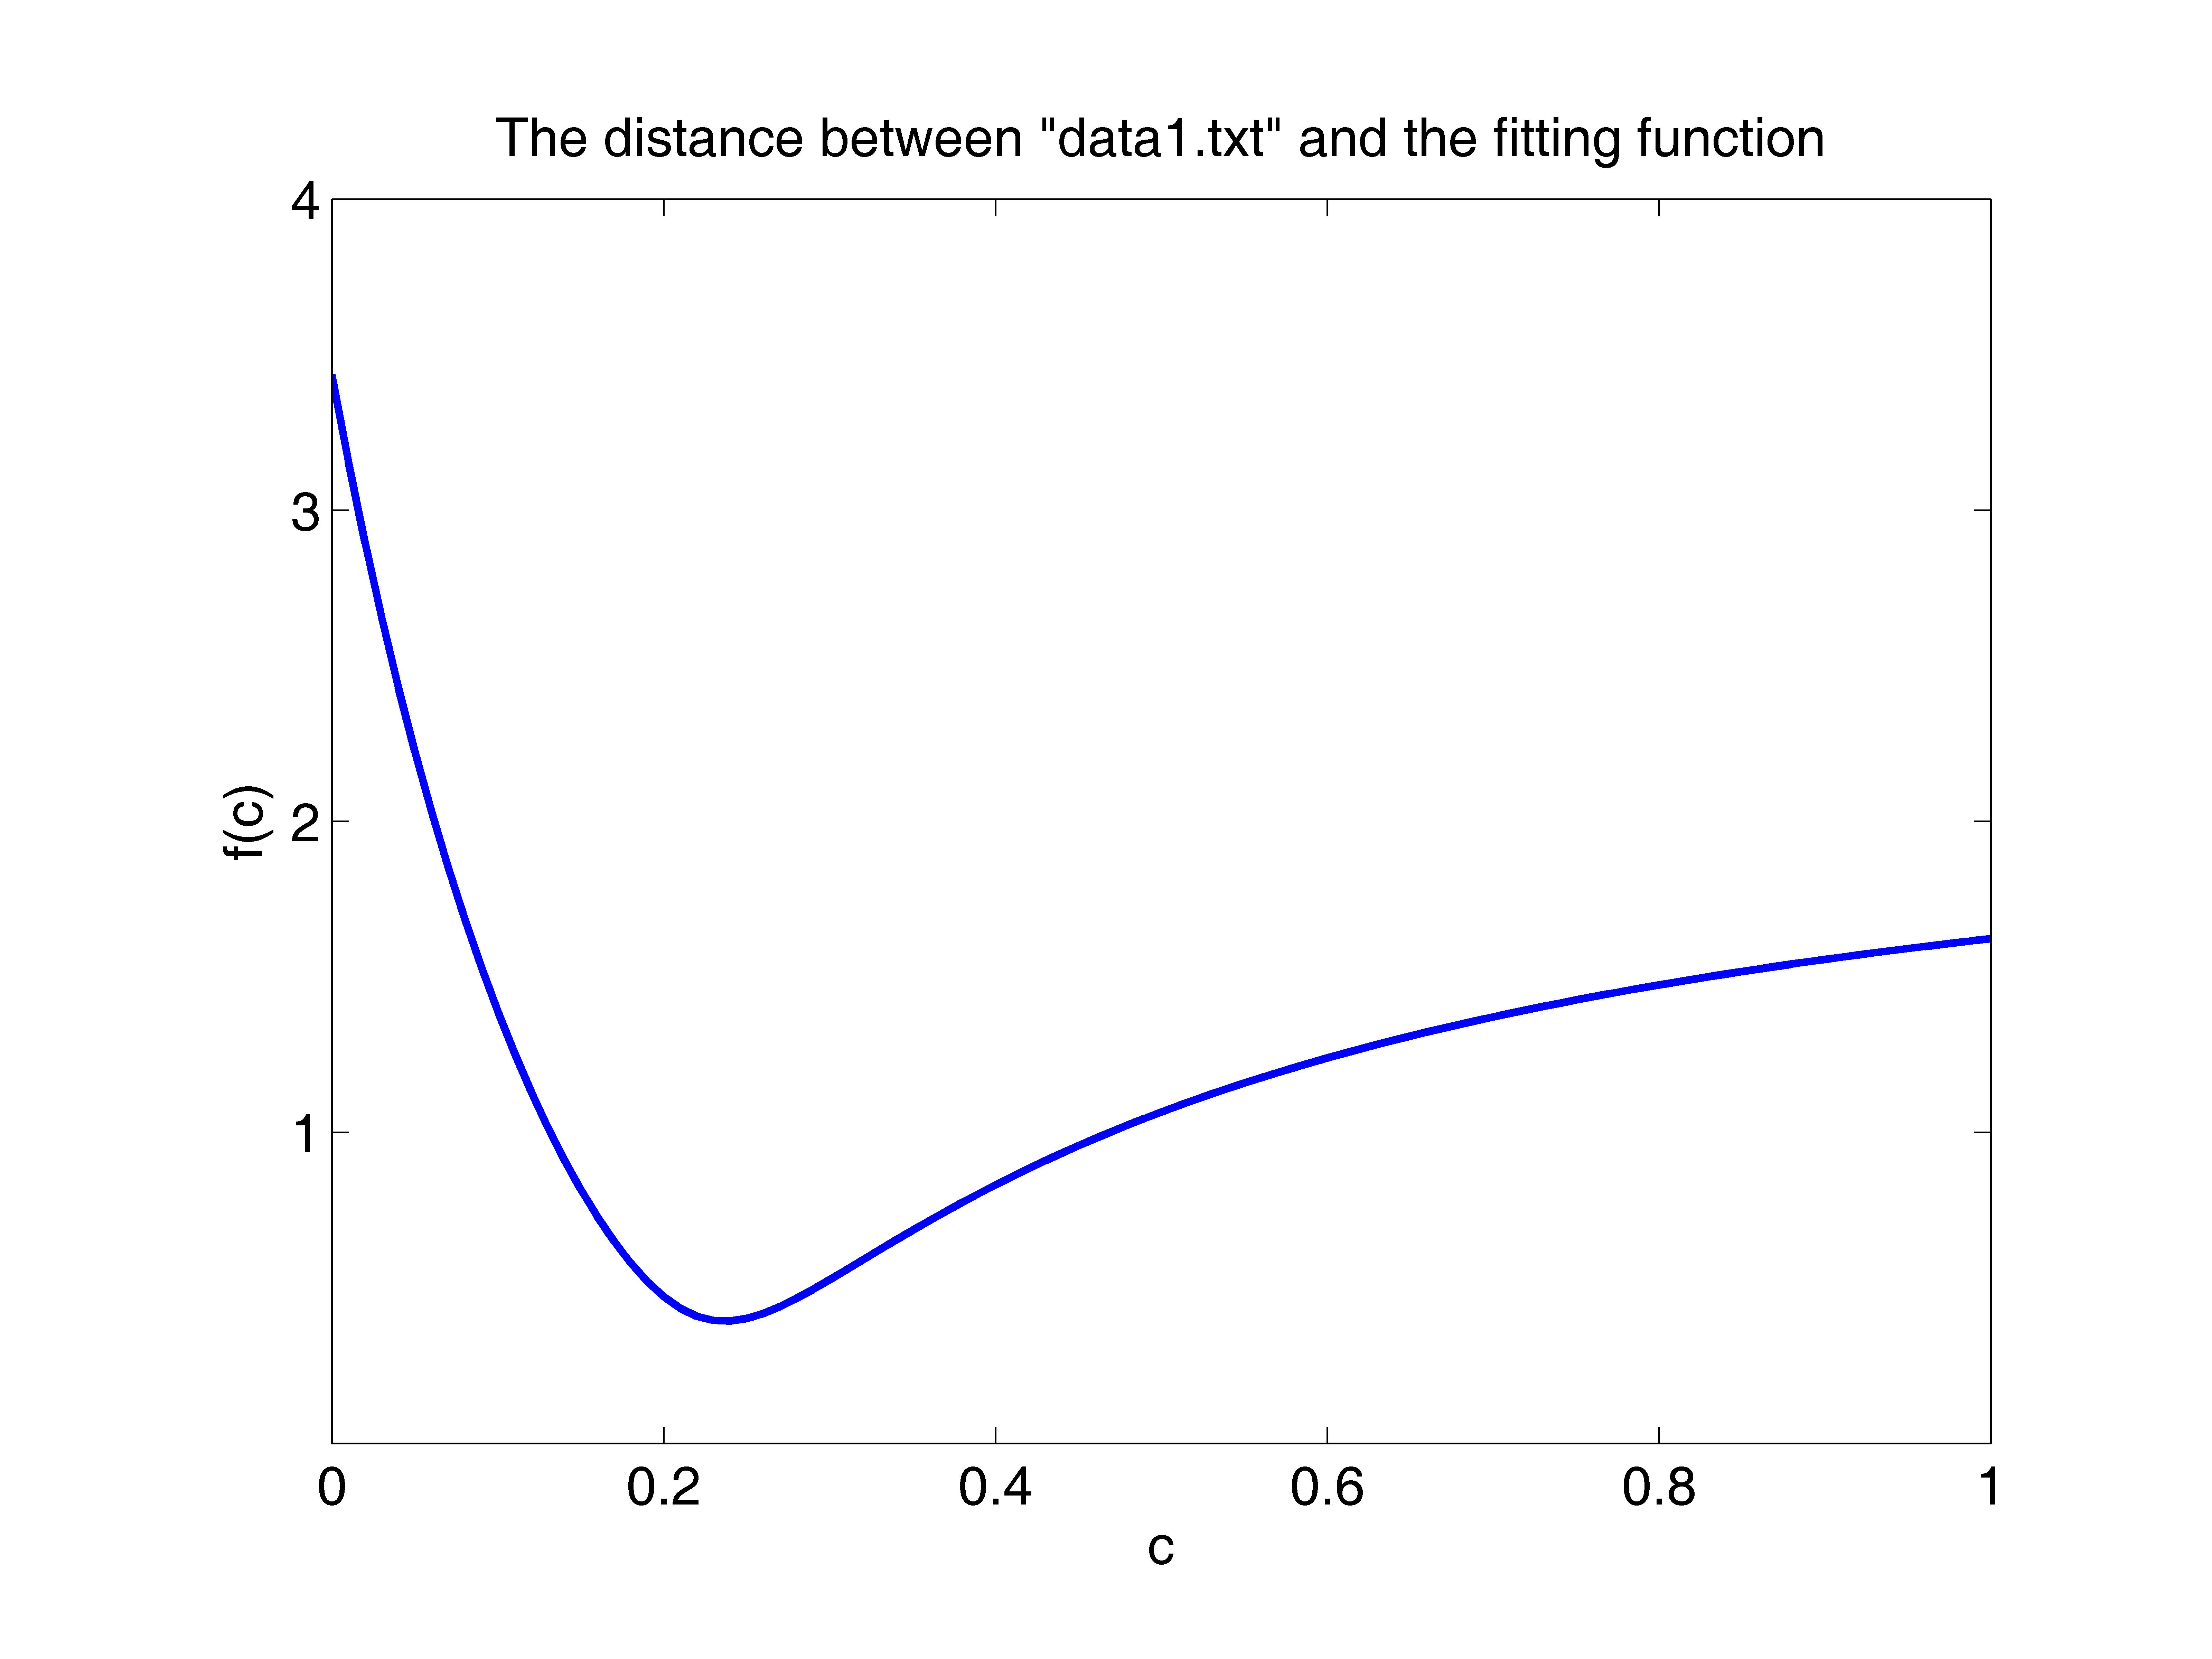 The distance between "data1.txt" and the fitting function
4
3
2
1
f(c)
0 0.2 0.4 0.6 0.8 1
c